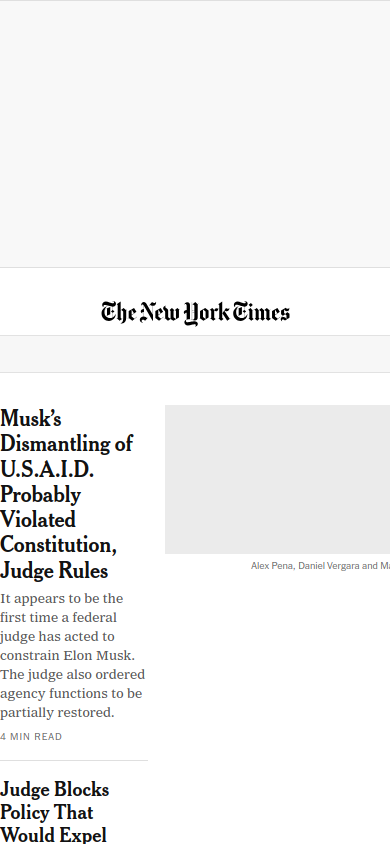 The New York Times
Musk’s
Dismantling of
U.S.A.I.D.
Probably
Violated
Constitution,
Judge Rules
It appears to be the
first time a federal
judge has acted to
constrain Elon Musk.
The judge also ordered
agency functions to be
partially restored.
4 MIN READ
Alex Pena, Daniel Vergara and Ma
Judge Blocks
Policy That
Would Expel